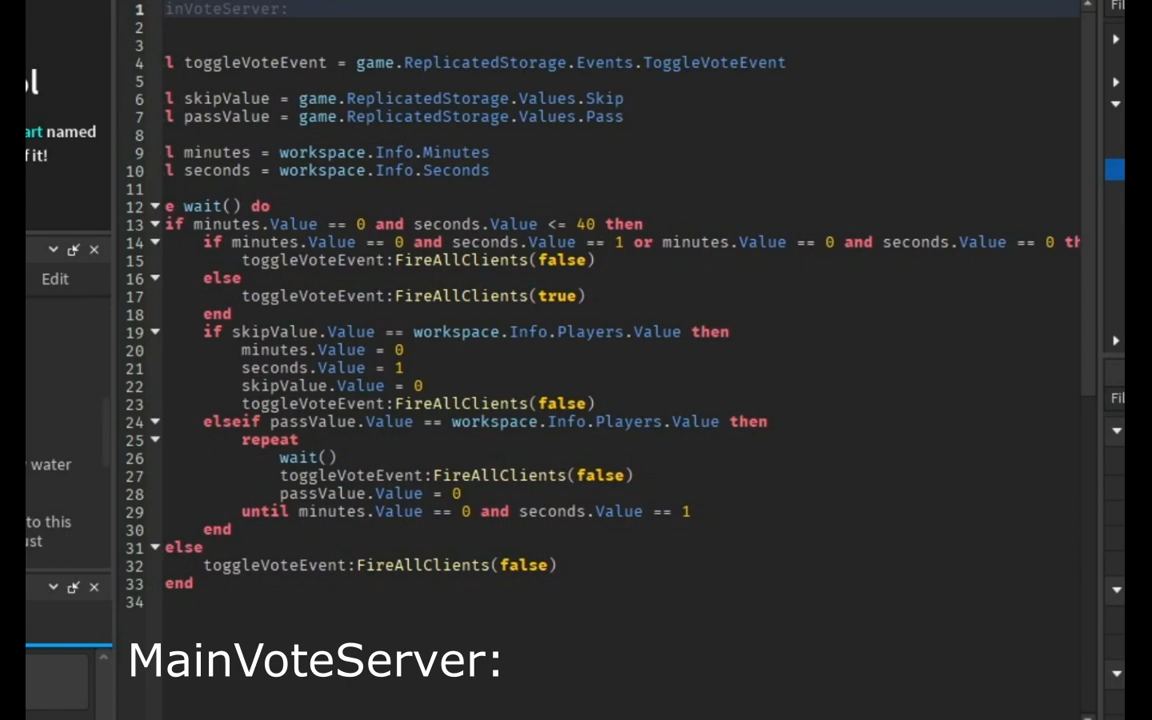 1 inVoteServer:
2
3
4 l toggleVoteEvent = game.ReplicatedStorage.Events.ToggleVoteEvent
5
6 l skipValue = game.ReplicatedStorage.Values.Skip
7 l passValue = game.ReplicatedStorage.Values.Pass
8
9 l minutes = workspace.Info.Minutes
10 l seconds = workspace.Info.Seconds
11
12 e wait() do
13 if minutes.Value == 0 and seconds.Value <= 40 then
14 if minutes.Value == 0 and seconds.Value == 1 or minutes.Value == 0 and seconds.Value == 0 th
15 toggleVoteEvent:FireAllClients(false)
16 else
17 toggleVoteEvent:FireAllClients(true)
18 end
19 if skipValue.Value == workspace.Info.Players.Value then
20 minutes.Value = 0
21 seconds.Value = 1
22 skipValue.Value = 0
23 toggleVoteEvent:FireAllClients(false)
24 elseif passValue.Value == workspace.Info.Players.Value then
25 repeat
26 wait()
27 toggleVoteEvent:FireAllClients(false)
28 passValue.Value = 0
29 until minutes.Value == 0 and seconds.Value == 1
30 end
31 else
32 toggleVoteEvent:FireAllClients(false)
33 end
34
ol
art named
f it!
Edit
water
to this
ust
Fil
Fil
MainVoteServer: